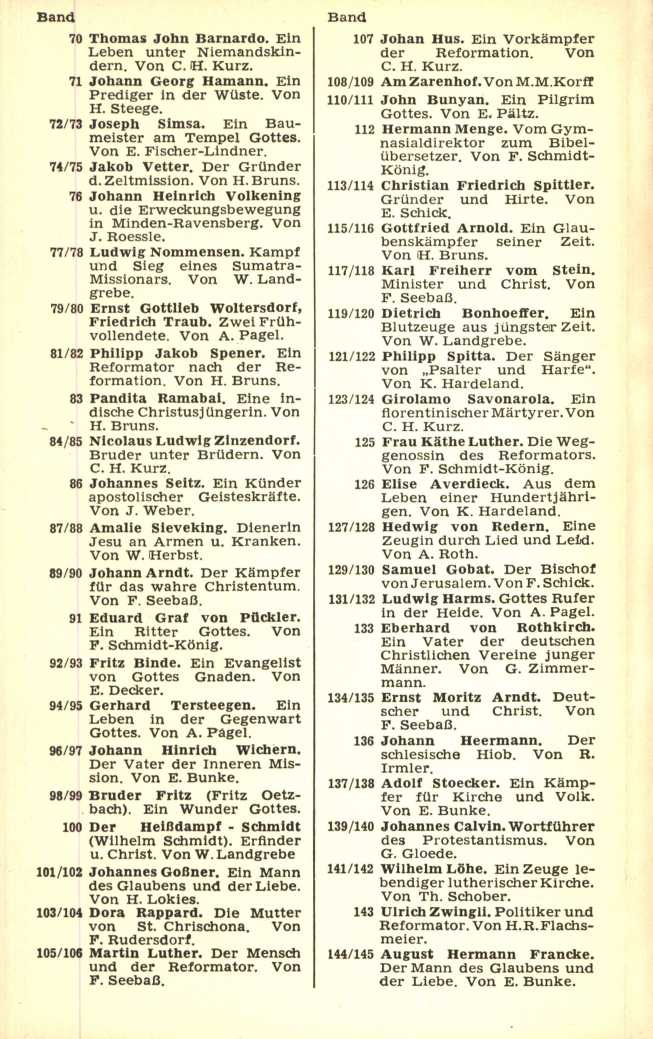 Band
70 Thomas John Barnardo. Ein
Leben unter Niemandskin-
dern. Von C. H. Kurz.
71 Johann Georg Hamann. Ein
Prediger in der Wüste. Von
H. Steege.
72/73 Joseph Simsa. Ein Bau-
meister am Tempel Gottes.
Von E. Fischer-Lindner.
74/75 Jakob Vetter. Der Gründer
d. Zeltmission. Von H. Bruns.
76 Johann Heinrich Volkening
u. die Erweckungsbewegung
in Minden-Ravensberg. Von
J. Roessle.
77/78 Ludwig Nommensen. Kampf
und Sieg eines Sumatra-
Missionars. Von W. Land-
grebe.
79/80 Ernst Gottlieb Woltersdorf,
Friedrich Traub. Zwei Früh-
vollendete. Von A. Pagel.
81/82 Philipp Jakob Spener. Ein
Reformator nach der Re-
formation. Von H. Bruns.
83 Pandita Ramabai. Eine in-
dische Christusjüngerin. Von
H. Bruns.
84/85 Nicolaus Ludwig Zinzendorf.
Bruder unter Brüdern. Von
C. H. Kurz.
86 Johannes Seitz. Ein Künder
apostolischer Geisteskräfte.
Von J. Weber.
87/88 Amalie Sieveking. Dienerin
Jesu an Armen u. Kranken.
Von W. Herbst.
89/90 Johann Arndt. Der Kämpfer
für das wahre Christentum.
Von F. Seebaß.
91 Eduard Graf von Pückler.
Ein Ritter Gottes. Von
F. Schmidt-König.
92/93 Fritz Binde. Ein Evangelist
von Gottes Gnaden. Von
E. Decker.
94/95 Gerhard Tersteegen. Ein
Leben in der Gegenwart
Gottes. Von A. Pagel.
96/97 Johann Hinrich Wichern.
Der Vater der Inneren Mis-
sion. Von E. Bunke.
98/99 Bruder Fritz (Fritz Oetz-
bach). Ein Wunder Gottes.
100 Der Heißdampf - Schmidt
(Wilhelm Schmidt). Erfinder
u. Christ. Von W. Landgrebe
101/102 Johannes Goßner. Ein Mann
des Glaubens und der Liebe.
Von H. Lokies.
103/104 Dora Rappard. Die Mutter
von St. Chrischona. Von
F. Rudersdorf.
105/106 Martin Luther. Der Mensch
und der Reformator. Von
F. Seebaß.
Band
107 Johan Hus. Ein Vorkämpfer
der Reformation. Von
C. H. Kurz.
108/109 Am Zarenhof. Von M. M. Korff
110/111 John Bunyan. Ein Pilgrim
Gottes. Von E. Pältz.
112 Hermann Menge. Vom Gym-
nasialdirektor zum Bibel-
übersetzer. Von F. Schmidt-
König.
113/114 Christian Friedrich Spittler.
Gründer und Hirte. Von
E. Schick.
115/116 Gottfried Arnold. Ein Glau-
benskämpfer seiner Zeit.
Von H. Bruns.
117/118 Karl Freiherr vom Stein.
Minister und Christ. Von
F. Seebaß.
119/120 Dietrich Bonhoeffer. Ein
Blutzeuge aus jüngster Zeit.
Von W. Landgrebe.
121/122 Philipp Spitta. Der Sänger
von „Psalter und Harfe“.
Von K. Hardeland.
123/124 Girolamo Savonarola. Ein
florentinischer Märtyrer. Von
C. H. Kurz.
125 Frau Käthe Luther. Die Weg-
genossin des Reformators.
Von F. Schmidt-König.
126 Elise Averdieck. Aus dem
Leben einer Hundertjähri-
gen. Von K. Hardeland.
127/128 Hedwig von Redern. Eine
Zeugin durch Lied und Leid.
Von A. Roth.
129/130 Samuel Gobat. Der Bischof
von Jerusalem. Von F. Schick.
131/132 Ludwig Harms. Gottes Rufer
in der Heide. Von A. Pagel.
133 Eberhard von Rothkirch.
Ein Vater der deutschen
Christlichen Vereine junger
Männer. Von G. Zimmer-
mann.
134/135 Ernst Moritz Arndt. Deut-
scher und Christ. Von
F. Seebaß.
136 Johann Heermann. Der
schlesische Hiob. Von R.
Irmler.
137/138 Adolf Stoecker. Ein Kämp-
fer für Kirche und Volk.
Von E. Bunke.
139/140 Johannes Calvin. Wortführer
des Protestantismus. Von
G. Gloede.
141/142 Wilhelm Löhe. Ein Zeuge le-
bendiger lutherischer Kirche.
Von Th. Schober.
143 Ulrich Zwingli. Politiker und
Reformator. Von H. R. Flachs-
meier.
144/145 August Hermann Francke.
Der Mann des Glaubens und
der Liebe. Von E. Bunke.